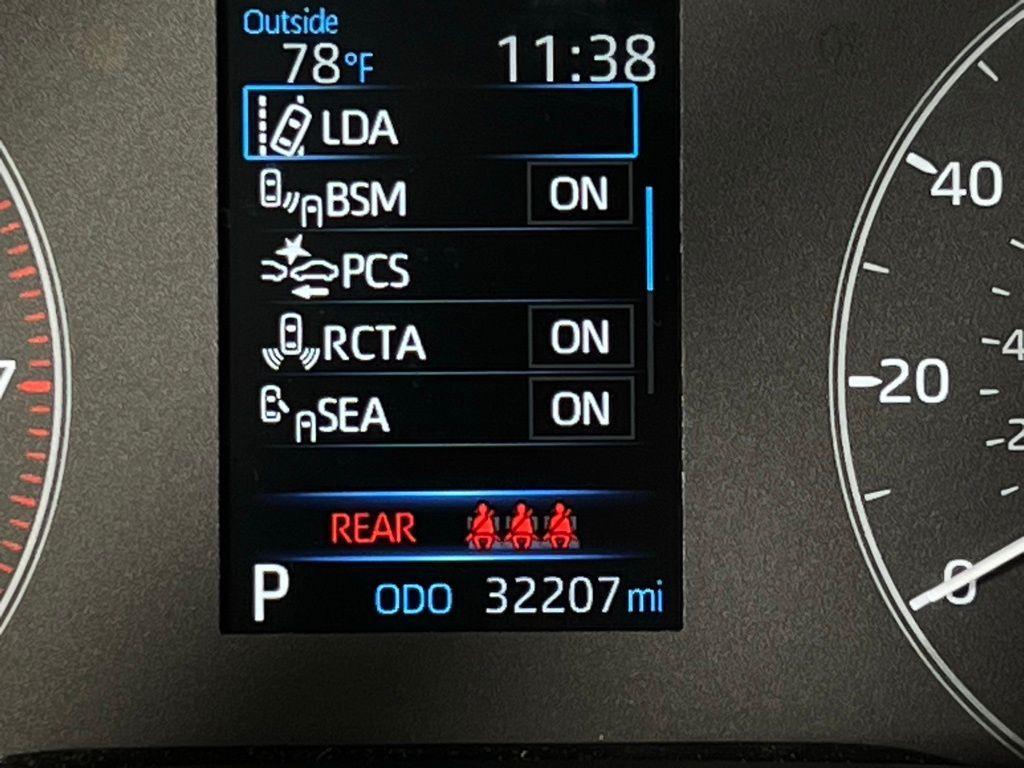 Outside
78°F 11:38
LDA
BSM ON
PCS
RCTA ON
SEA ON
REAR
P ODO 32207 mi
40
20
0
7